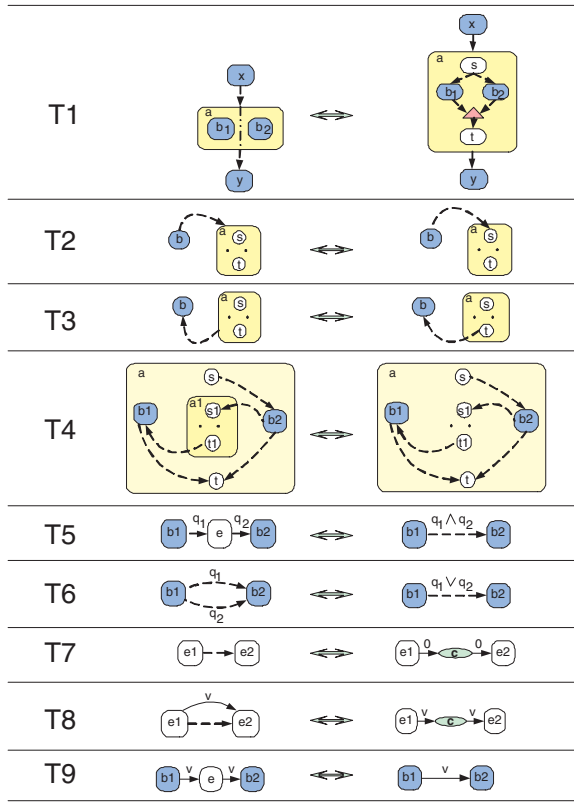 T1
x
a
b1
b2
y
x
a
s
b1
b2
t
y
T2
b
a
s
t
b
a
s
t
T3
b
a
s
t
b
a
s
t
T4
a
s
b1
a1
s1
b2
t1
t
a
s
b1
s1
b2
t1
t
T5
q1 q2
b1 e b2
q1 ∧ q2
b1 b2
T6
q1
b1 b2
q2
q1 ∨ q2
b1 b2
T7
e1 e2
0 0
e1 c e2
T8
v
e1 e2
v v
e1 c e2
T9
v v
b1 e b2
v
b1 b2